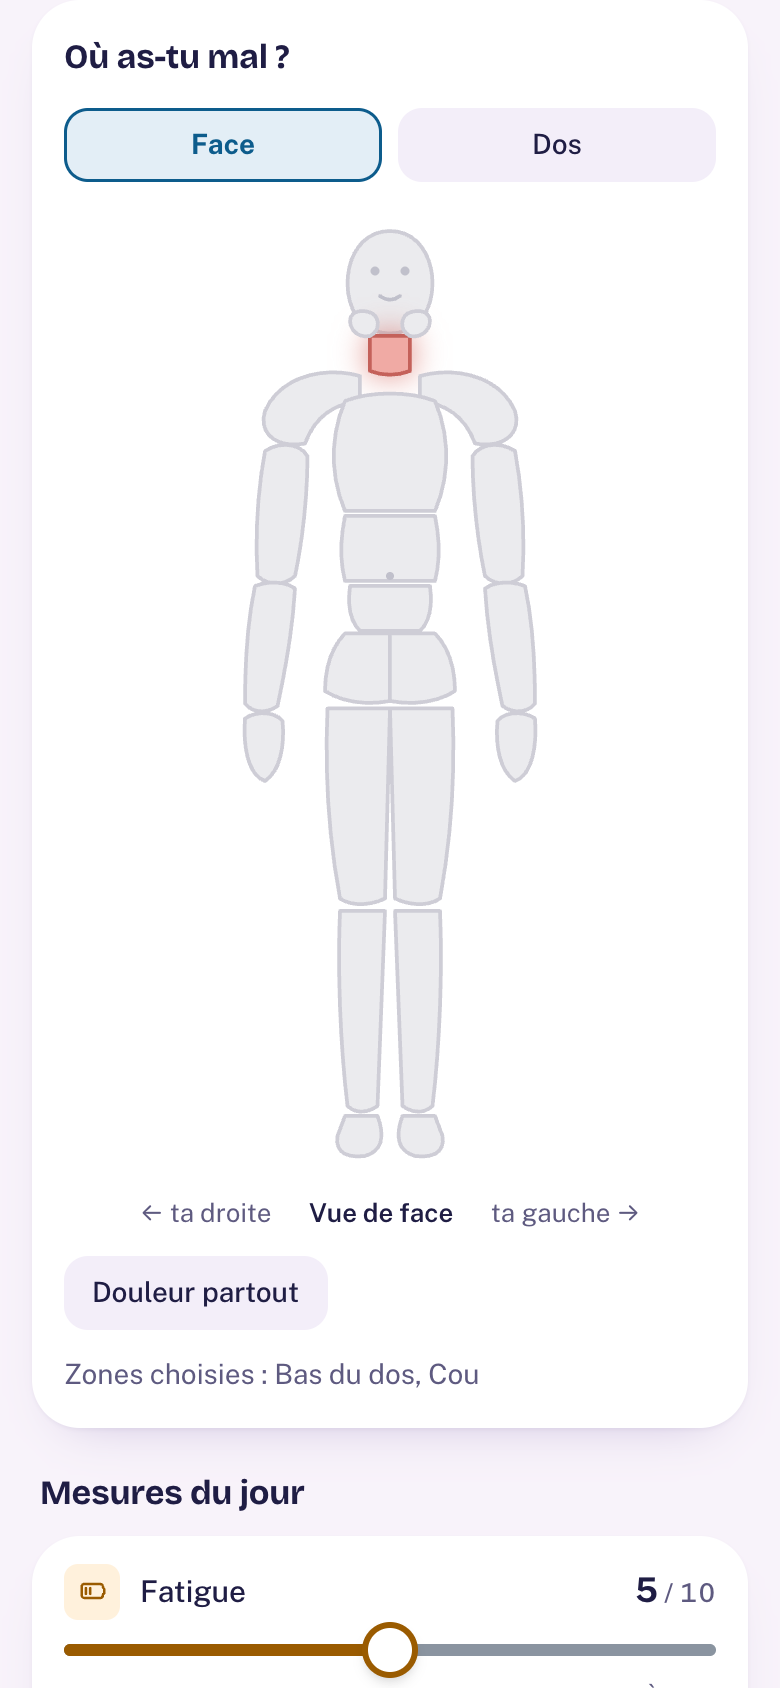 Où as-tu mal ?
Face
Dos
← ta droite
Vue de face
ta gauche →
Douleur partout
Zones choisies : Bas du dos, Cou
Mesures du jour
Fatigue
5 / 10